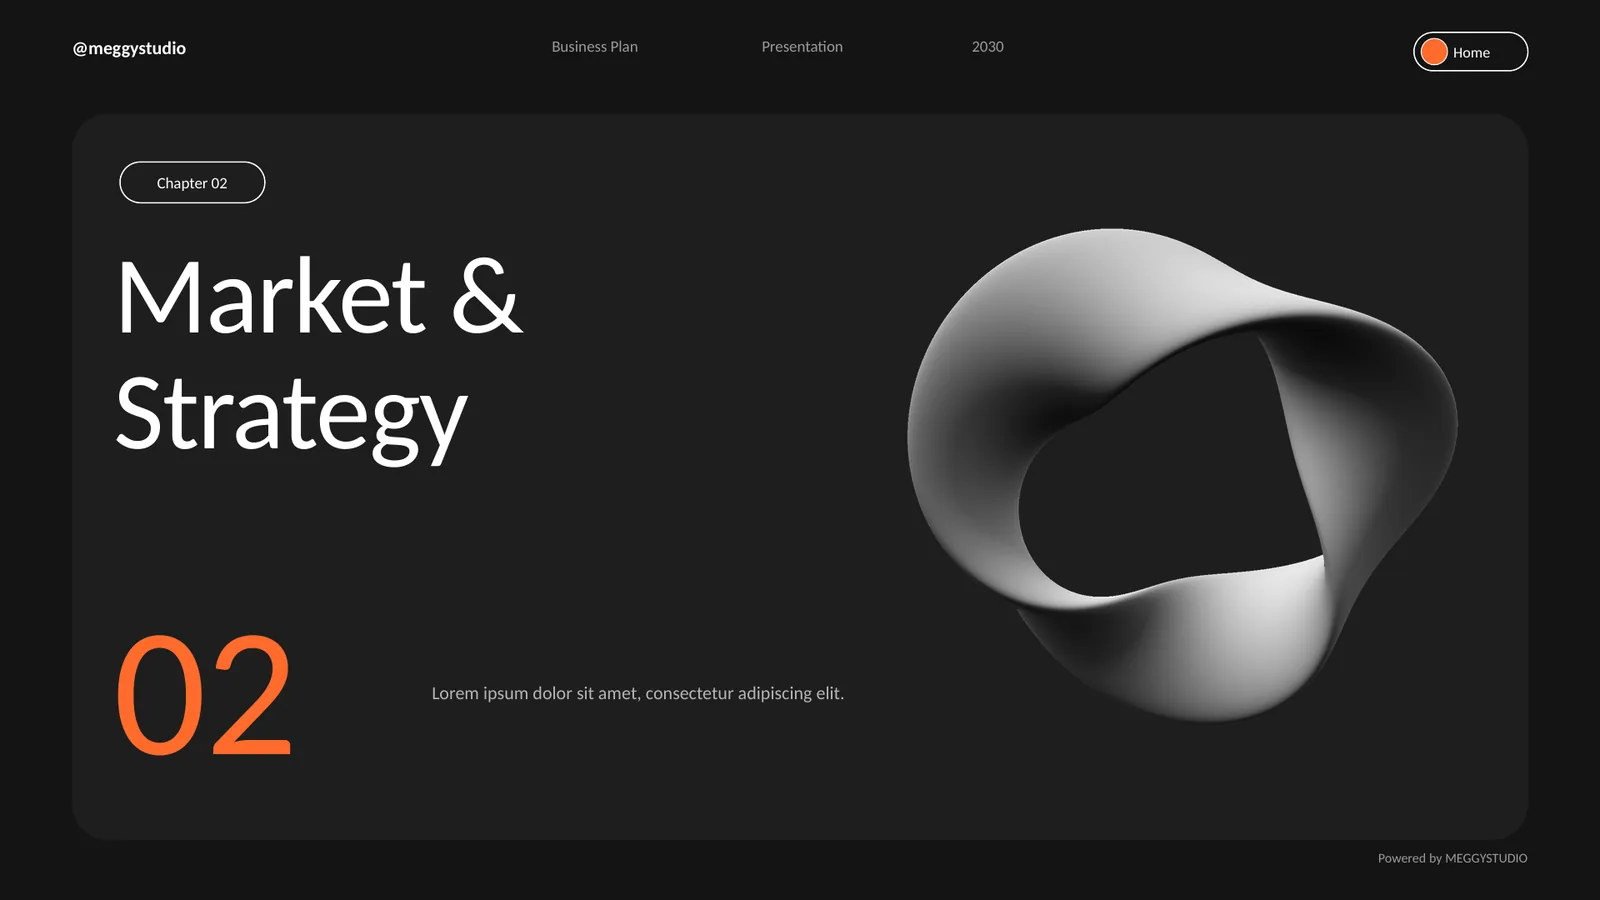 @meggystudio
Business Plan
Presentation
2030
Home
Chapter 02
Market &
Strategy
02
Lorem ipsum dolor sit amet, consectetur adipiscing elit.
Powered by MEGGYSTUDIO